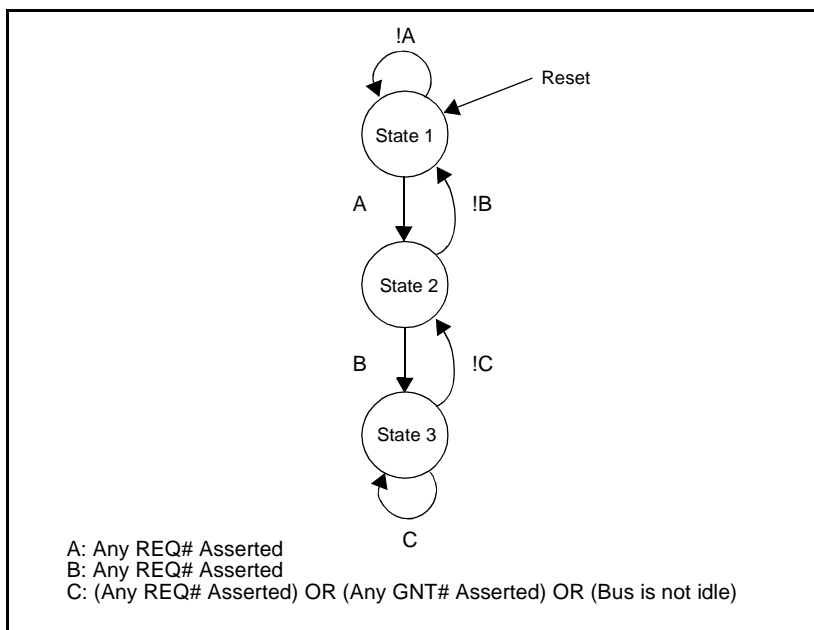 !A
Reset
State 1
A
!B
State 2
B
!C
State 3
C
A: Any REQ# Asserted
B: Any REQ# Asserted
C: (Any REQ# Asserted) OR (Any GNT# Asserted) OR (Bus is not idle)